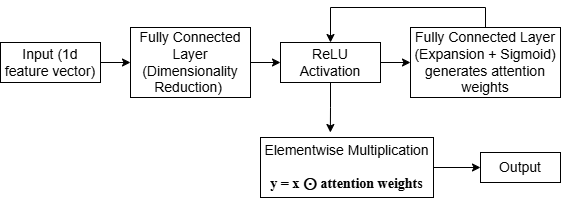 Input (1d
feature vector)
Fully Connected
Layer
(Dimensionality
Reduction)
ReLU
Activation
Fully Connected Layer
(Expansion + Sigmoid)
generates attention
weights
Elementwise Multiplication
y = x ⊙ attention weights
Output